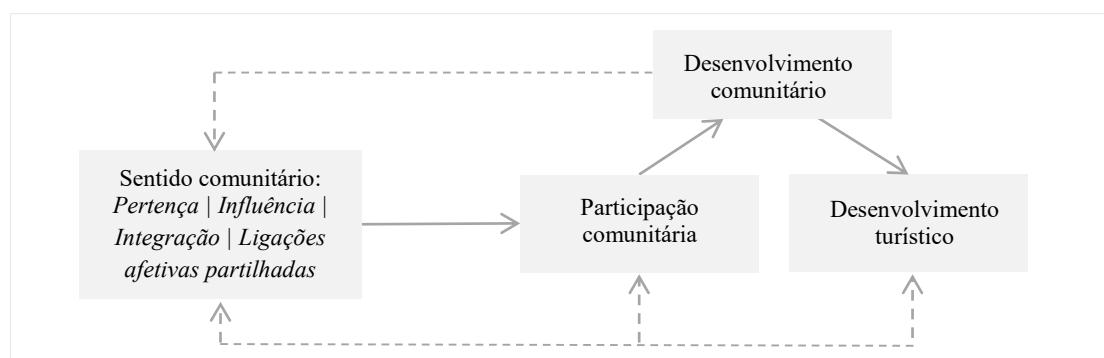 Desenvolvimento
comunitário
Sentido comunitário:
Pertença | Influência |
Integração | Ligações
afetivas partilhadas
Participação
comunitária
Desenvolvimento
turístico